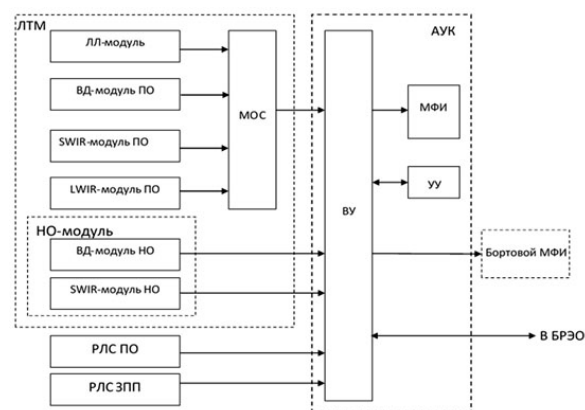 ЛТМ
АУК
ЛЛ-модуль
ВД-модуль ПО
МОС
МФИ
SWIR-модуль ПО
LWIR-модуль ПО
УУ
ВУ
НО-модуль
ВД-модуль НО
Бортовой МФИ
SWIR-модуль НО
В БРЭО
РЛС ПО
РЛС ЗПП